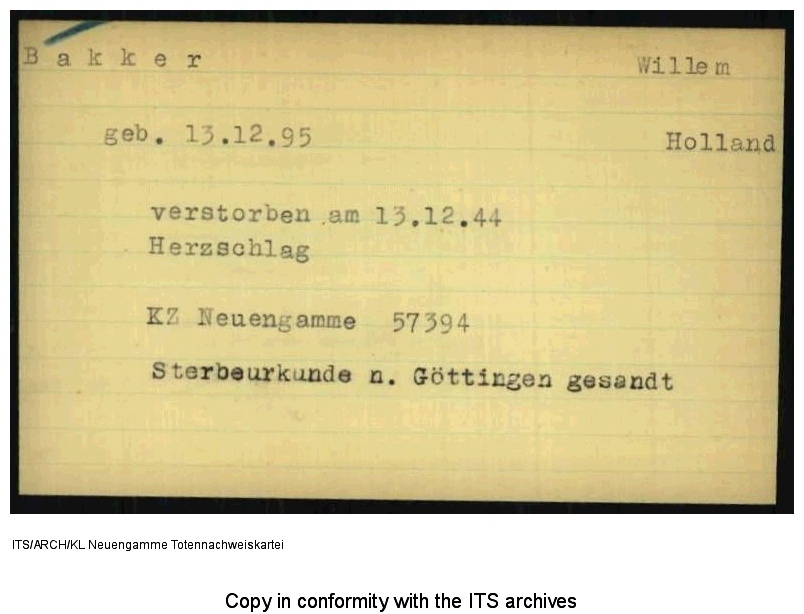 B a k k e r Willem
geb. 13.12.95 Holland
verstorben am 13.12.44
Herzschlag
KZ Neuengamme 57394
Sterbeurkunde n. Göttingen gesandt
ITS/ARCH/KL Neuengamme Totennachweiskartei
Copy in conformity with the ITS archives